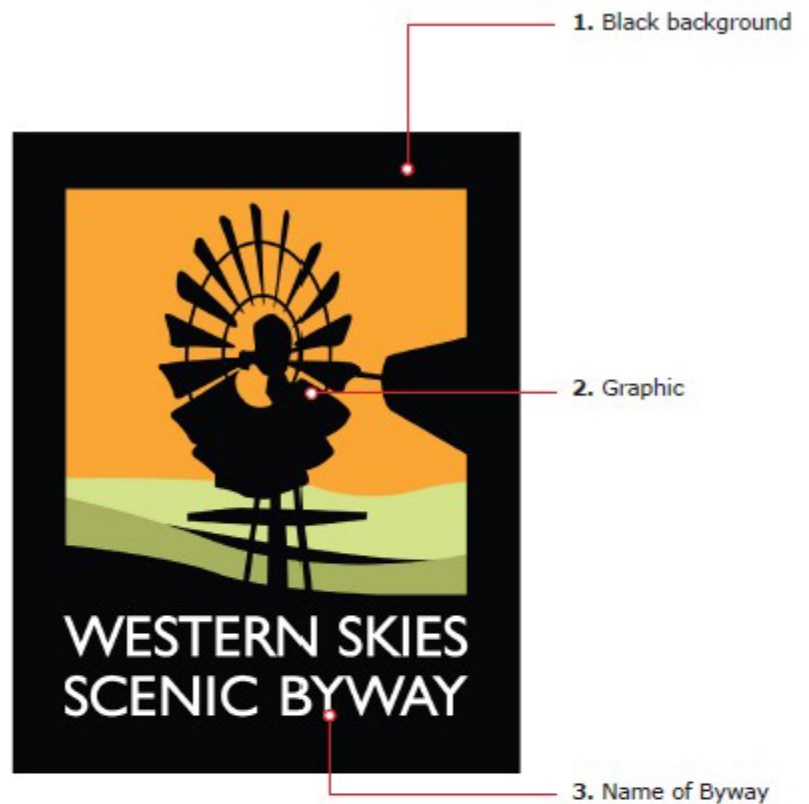 1. Black background
2. Graphic
WESTERN SKIES
SCENIC BYWAY
3. Name of Byway